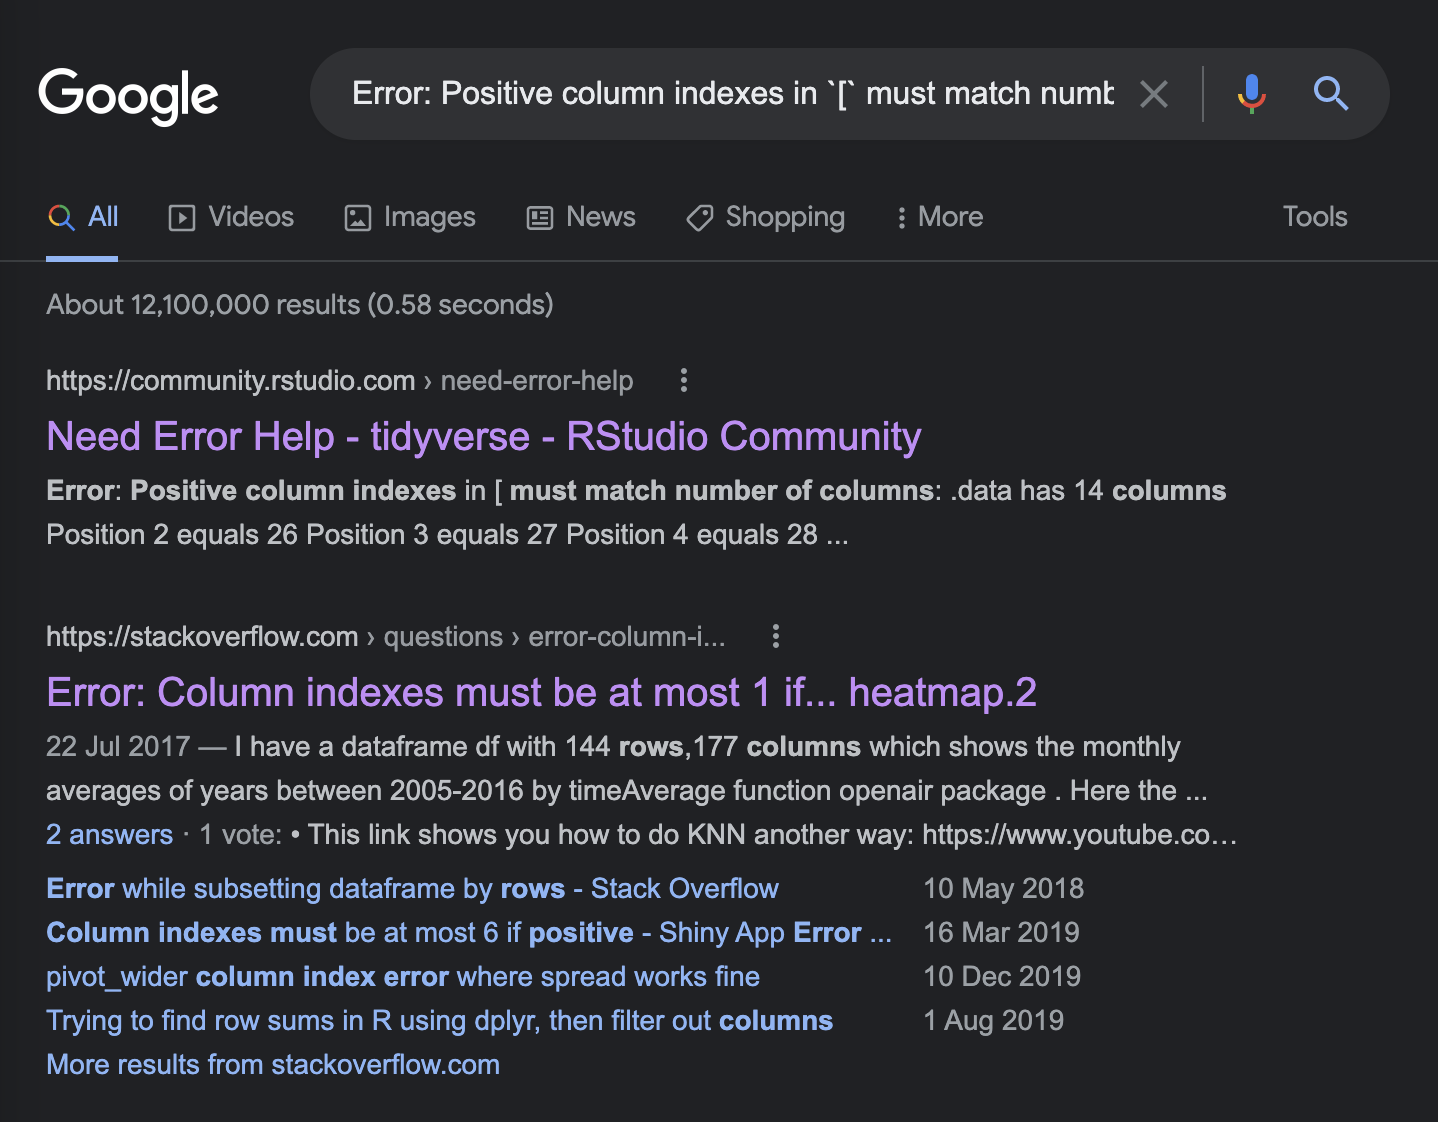 Google
Error: Positive column indexes in `[` must match numb
All Videos Images News Shopping More Tools
About 12,100,000 results (0.58 seconds)
https://community.rstudio.com › need-error-help
Need Error Help - tidyverse - RStudio Community
Error: Positive column indexes in [ must match number of columns: .data has 14 columns
Position 2 equals 26 Position 3 equals 27 Position 4 equals 28 ...
https://stackoverflow.com › questions › error-column-i...
Error: Column indexes must be at most 1 if... heatmap.2
22 Jul 2017 — I have a dataframe df with 144 rows,177 columns which shows the monthly
averages of years between 2005-2016 by timeAverage function openair package . Here the ...
2 answers · 1 vote: • This link shows you how to do KNN another way: https://www.youtube.co…
Error while subsetting dataframe by rows - Stack Overflow 10 May 2018
Column indexes must be at most 6 if positive - Shiny App Error ... 16 Mar 2019
pivot_wider column index error where spread works fine 10 Dec 2019
Trying to find row sums in R using dplyr, then filter out columns 1 Aug 2019
More results from stackoverflow.com